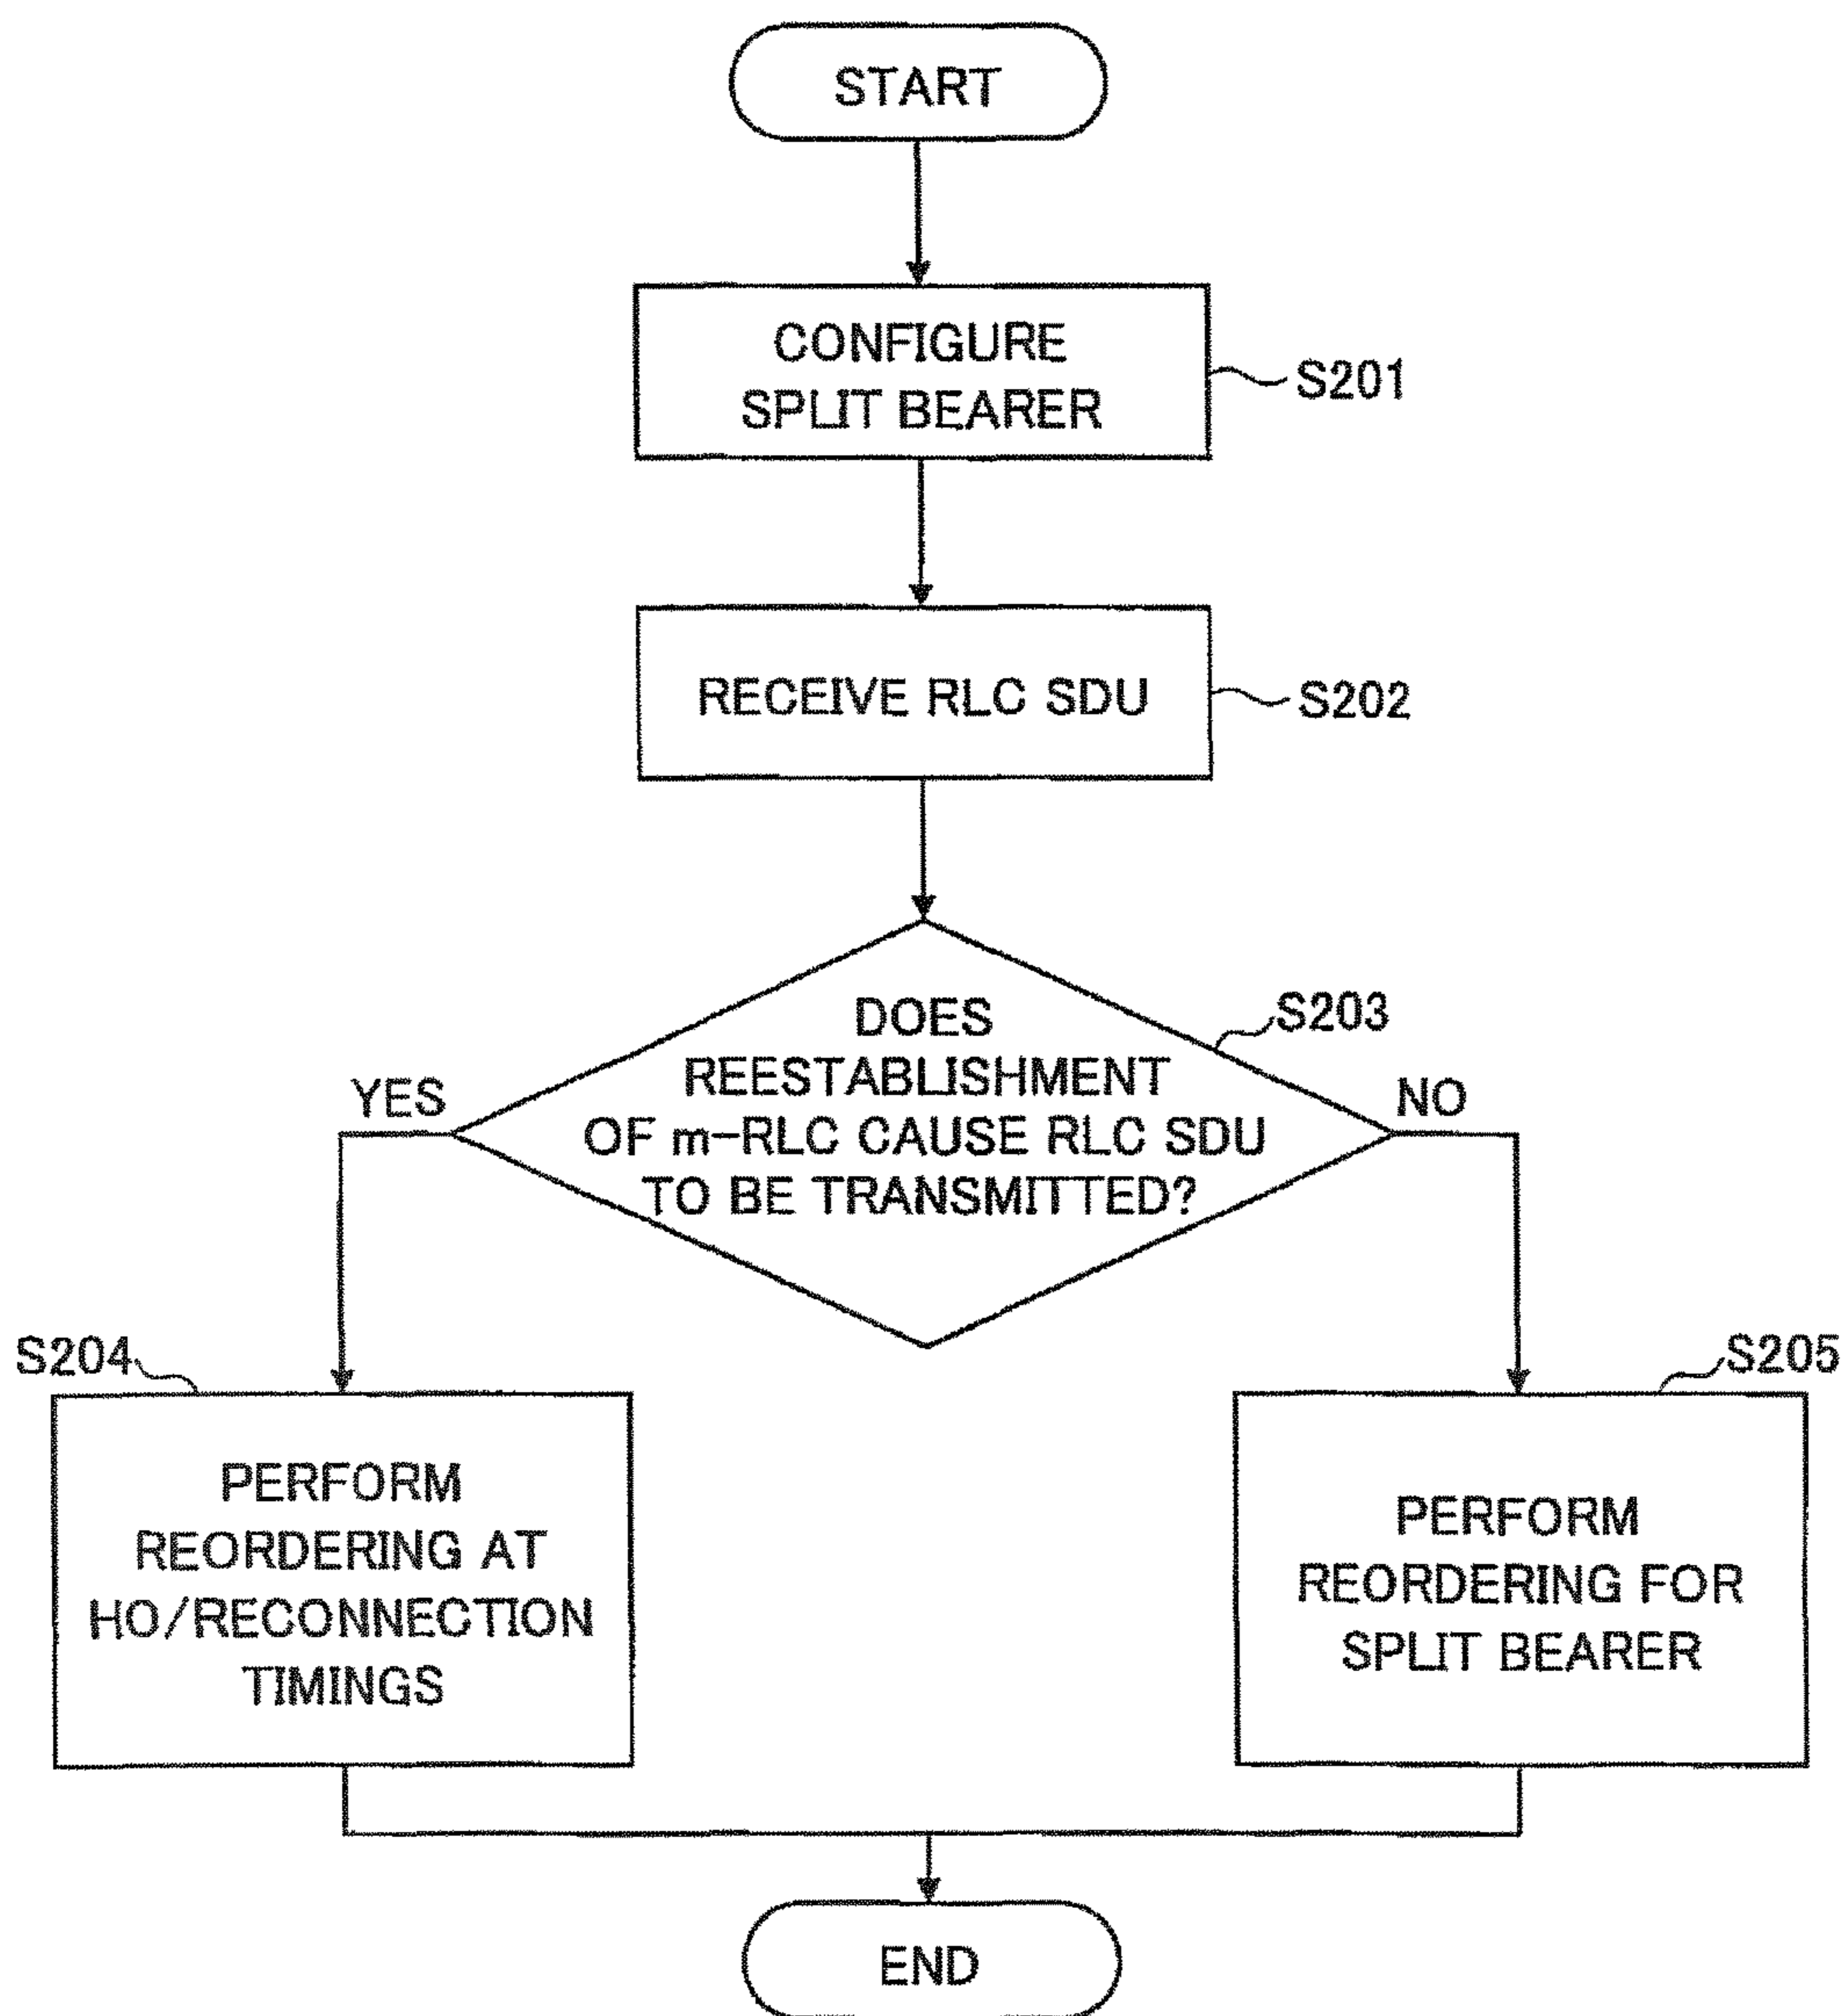 START
CONFIGURE
SPLIT BEARER
S201
RECEIVE RLC SDU
S202
DOES
REESTABLISHMENT
OF m-RLC CAUSE RLC SDU
TO BE TRANSMITTED?
S203
YES
NO
S204
PERFORM
REORDERING AT
HO/RECONNECTION
TIMINGS
S205
PERFORM
REORDERING FOR
SPLIT BEARER
END